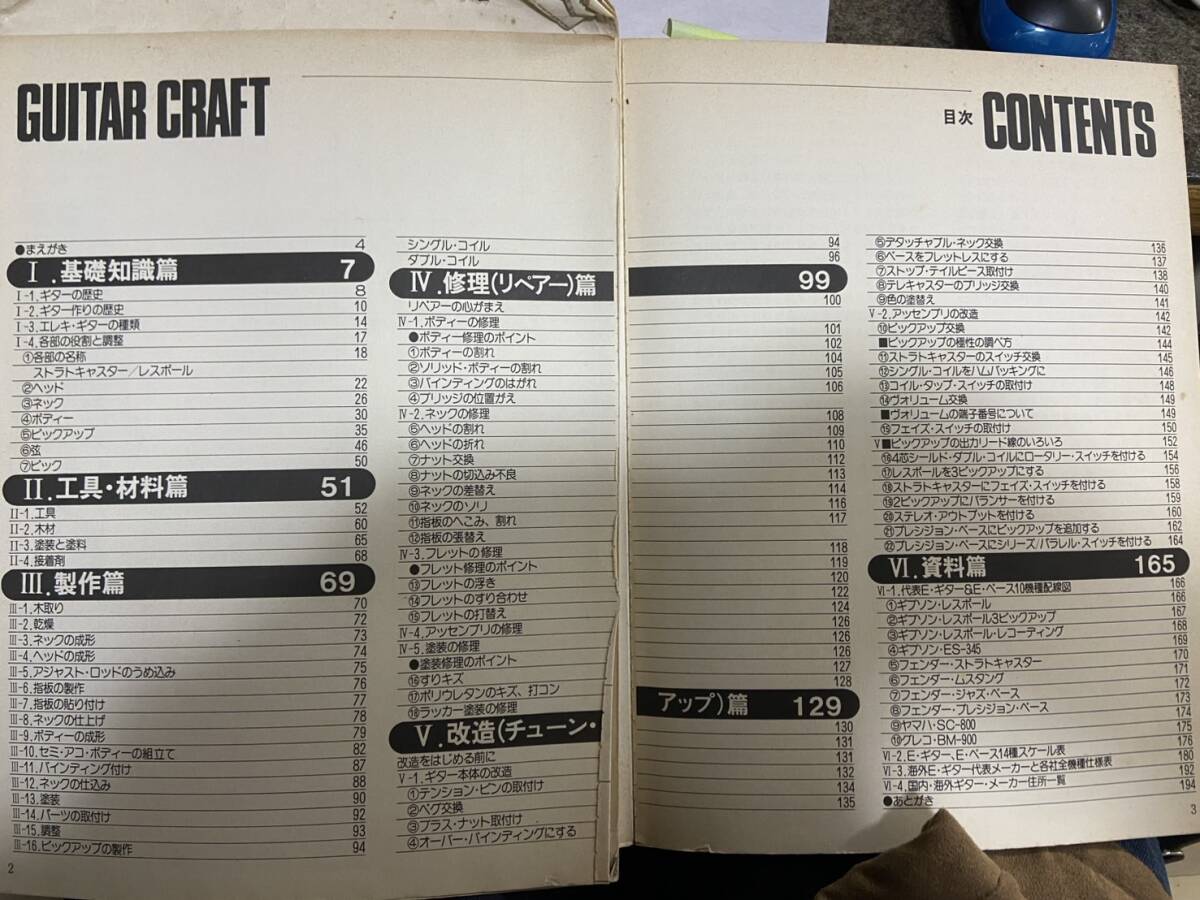 GUITAR CRAFT
目次 CONTENTS
●まえがき 4
Ⅰ.基礎知識篇 7
Ⅰ-1.ギターの歴史 8
Ⅰ-2.ギター作りの歴史 10
Ⅰ-3.エレキ・ギターの種類 14
Ⅰ-4.各部の役割と調整 17
①各部の名称 18
ストラトキャスター/レスポール
②ヘッド 22
③ネック 26
④ボディー 30
⑤ピックアップ 35
⑥弦 46
⑦ピック 50
Ⅱ.工具・材料篇 51
Ⅱ-1.工具 52
Ⅱ-2.木材 60
Ⅱ-3.塗装と塗料 65
Ⅱ-4.接着剤 68
Ⅲ.製作篇 69
Ⅲ-1.木取り 70
Ⅲ-2.乾燥 72
Ⅲ-3.ネックの成形 73
Ⅲ-4.ヘッドの成形 74
Ⅲ-5.アジャスト・ロッドのうめ込み 75
Ⅲ-6.指板の製作 76
Ⅲ-7.指板の貼り付け 77
Ⅲ-8.ネックの仕上げ 78
Ⅲ-9.ボディーの成形 79
Ⅲ-10.セミ・アコ・ボディーの組立て 82
Ⅲ-11.バインディング付け 87
Ⅲ-12.ネックの仕込み 88
Ⅲ-13.塗装 90
Ⅲ-14.パーツの取付け 92
Ⅲ-15.調整 93
Ⅲ-16.ピックアップの製作 94
シングル・コイル 94
ダブル・コイル 96
Ⅳ.修理(リペアー)篇 99
リペアーの心がまえ 100
Ⅳ-1.ボディーの修理
●ボディー修理のポイント 101
①ボディーの割れ 102
②ソリッド・ボディーの割れ 104
③バインディングのはがれ 105
④ブリッジの位置がえ 106
Ⅳ-2.ネックの修理
⑤ヘッドの割れ 108
⑥ヘッドの折れ 109
⑦ナット交換 110
⑧ナットの切込み不良 112
⑨ネックの差替え 113
⑩ネックのソリ 114
⑪指板のへこみ、割れ 116
⑫指板の張替え 117
Ⅳ-3.フレットの修理
●フレット修理のポイント 118
⑬フレットの浮き 119
⑭フレットのすり合わせ 120
⑮フレットの打替え 122
Ⅳ-4.アッセンブリの修理 124
Ⅳ-5.塗装の修理 126
●塗装修理のポイント 126
⑯すりキズ 126
⑰ポリウレタンのキズ、打コン 127
⑱ラッカー塗装の修理 128
Ⅴ.改造(チューン・アップ)篇 129
改造をはじめる前に 130
Ⅴ-1.ギター本体の改造 131
①テンション・ピンの取付け 131
②ペグ交換 132
③ブラス・ナット取付け 134
④オーバー・バインディングにする 135
⑤デタッチャブル・ネック交換 136
⑥ベースをフレットレスにする 137
⑦ストップ・テイルピース取付け 138
⑧テレキャスターのブリッジ交換 140
⑨色の塗替え 141
Ⅴ-2.アッセンブリの改造 142
⑩ピックアップ交換 142
■ピックアップの極性の調べ方 144
⑪ストラトキャスターのスイッチ交換 145
⑫シングル・コイルをハムバッキングに 146
⑬コイル・タップ・スイッチの取付け 148
⑭ヴォリューム交換 149
■ヴォリュームの端子番号について 149
⑮フェイズ・スイッチの取付け 150
Ⅴ■ピックアップの出力リード線のいろいろ 152
⑯4芯シールド・ダブル・コイルにロータリー・スイッチを付ける 154
⑰レスポールを3ピックアップにする 156
⑱ストラトキャスターにフェイズ・スイッチを付ける 158
⑲2ピックアップにバランサーを付ける 159
⑳ステレオ・アウトプットを付ける 160
㉑プレシジョン・ベースにピックアップを追加する 162
㉒プレシジョン・ベースにシリーズ/パラレル・スイッチを付ける 164
Ⅵ.資料篇 165
Ⅵ-1.代表E・ギター&E・ベース10機種配線図 166
①ギブソン・レスポール 166
②ギブソン・レスポール3ピックアップ 167
③ギブソン・レスポール・レコーディング 168
④ギブソン・ES-345 169
⑤フェンダー・ストラトキャスター 170
⑥フェンダー・ムスタング 171
⑦フェンダー・ジャズ・ベース 172
⑧フェンダー・プレシジョン・ベース 173
⑨ヤマハ・SC-800 174
⑩グレコ・BM-900 175
Ⅵ-2.E・ギター、E・ベース14種スケール表 176
Ⅵ-3.海外E・ギター代表メーカーと各社全機種仕様表 180
Ⅵ-4.国内・海外ギター・メーカー住所一覧 192
●あとがき 194
2
3